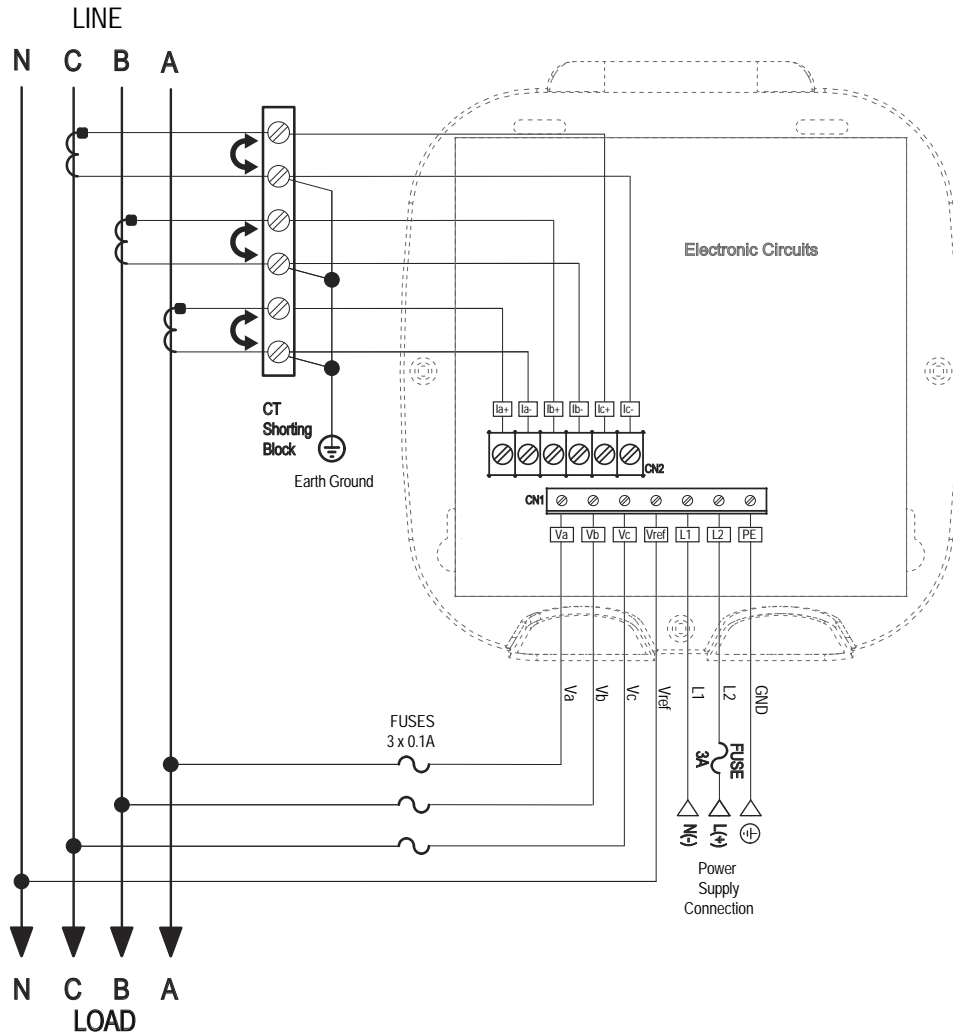 LINE
N C B A
Electronic Circuits
CT
Shorting
Block
Earth Ground
Ia+ Ia- Ib+ Ib- Ic+ Ic-
CN2
CN1
Va Vb Vc Vref L1 L2 PE
Va Vb Vc Vref L1 L2 GND
FUSES
3 x 0.1A
FUSE
3A
N(-) L(+)
Power
Supply
Connection
N C B A
LOAD